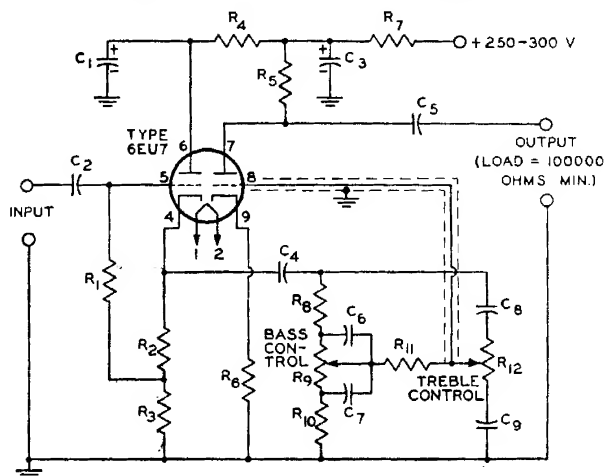 R4
R7
C1
+
−
+
−
C3
+250-300 V
R5
C5
TYPE
6EU7
6
7
OUTPUT
(LOAD = 100000
OHMS MIN.)
C2
5
8
INPUT
4
9
1
2
C4
R1
R8
C6
C8
R2
BASS
CON-
TROL
R11
R9
R12
TREBLE
CONTROL
R6
C7
R3
R10
C9